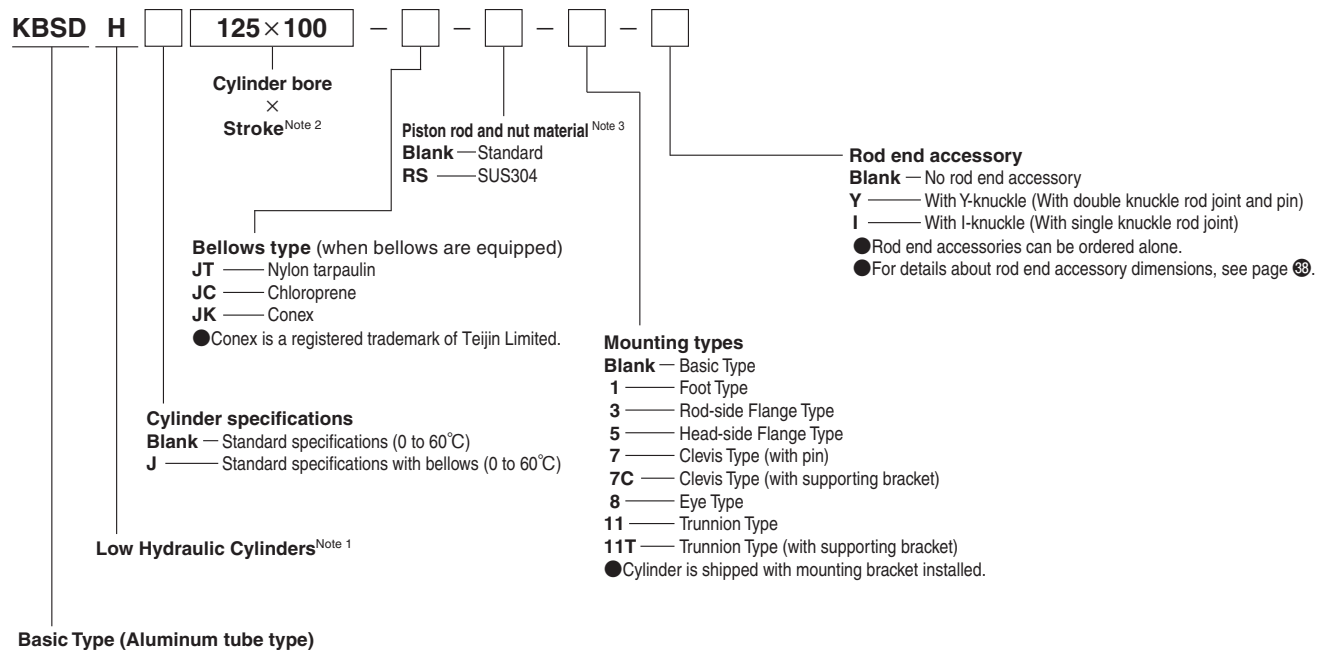 KBSD H 125×100 – – – –
Cylinder bore
×
Stroke Note 2
Piston rod and nut material Note 3
Blank — Standard
RS — SUS304
Rod end accessory
Blank — No rod end accessory
Y — With Y-knuckle (With double knuckle rod joint and pin)
I — With I-knuckle (With single knuckle rod joint)
●Rod end accessories can be ordered alone.
●For details about rod end accessory dimensions, see page 38.
Bellows type (when bellows are equipped)
JT — Nylon tarpaulin
JC — Chloroprene
JK — Conex
●Conex is a registered trademark of Teijin Limited.
Mounting types
Blank — Basic Type
1 — Foot Type
3 — Rod-side Flange Type
5 — Head-side Flange Type
7 — Clevis Type (with pin)
7C — Clevis Type (with supporting bracket)
8 — Eye Type
11 — Trunnion Type
11T — Trunnion Type (with supporting bracket)
●Cylinder is shipped with mounting bracket installed.
Cylinder specifications
Blank — Standard specifications (0 to 60℃)
J — Standard specifications with bellows (0 to 60℃)
Low Hydraulic Cylinders Note 1
Basic Type (Aluminum tube type)